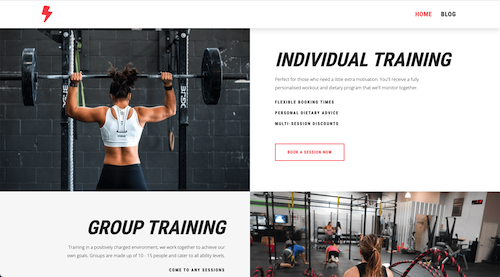 HOME BLOG
INDIVIDUAL TRAINING
Perfect for those who need a little extra motivation. You'll receive a fully
personalised workout and dietary program that we'll monitor together.
FLEXIBLE BOOKING TIMES
PERSONAL DIETARY ADVICE
MULTI-SESSION DISCOUNTS
BOOK A SESSION NOW
GROUP TRAINING
Training in a positively charged environment, we work together to achieve our
own goals. Groups are made up of 10 - 15 people and cater to all ability levels.
COME TO ANY SESSIONS